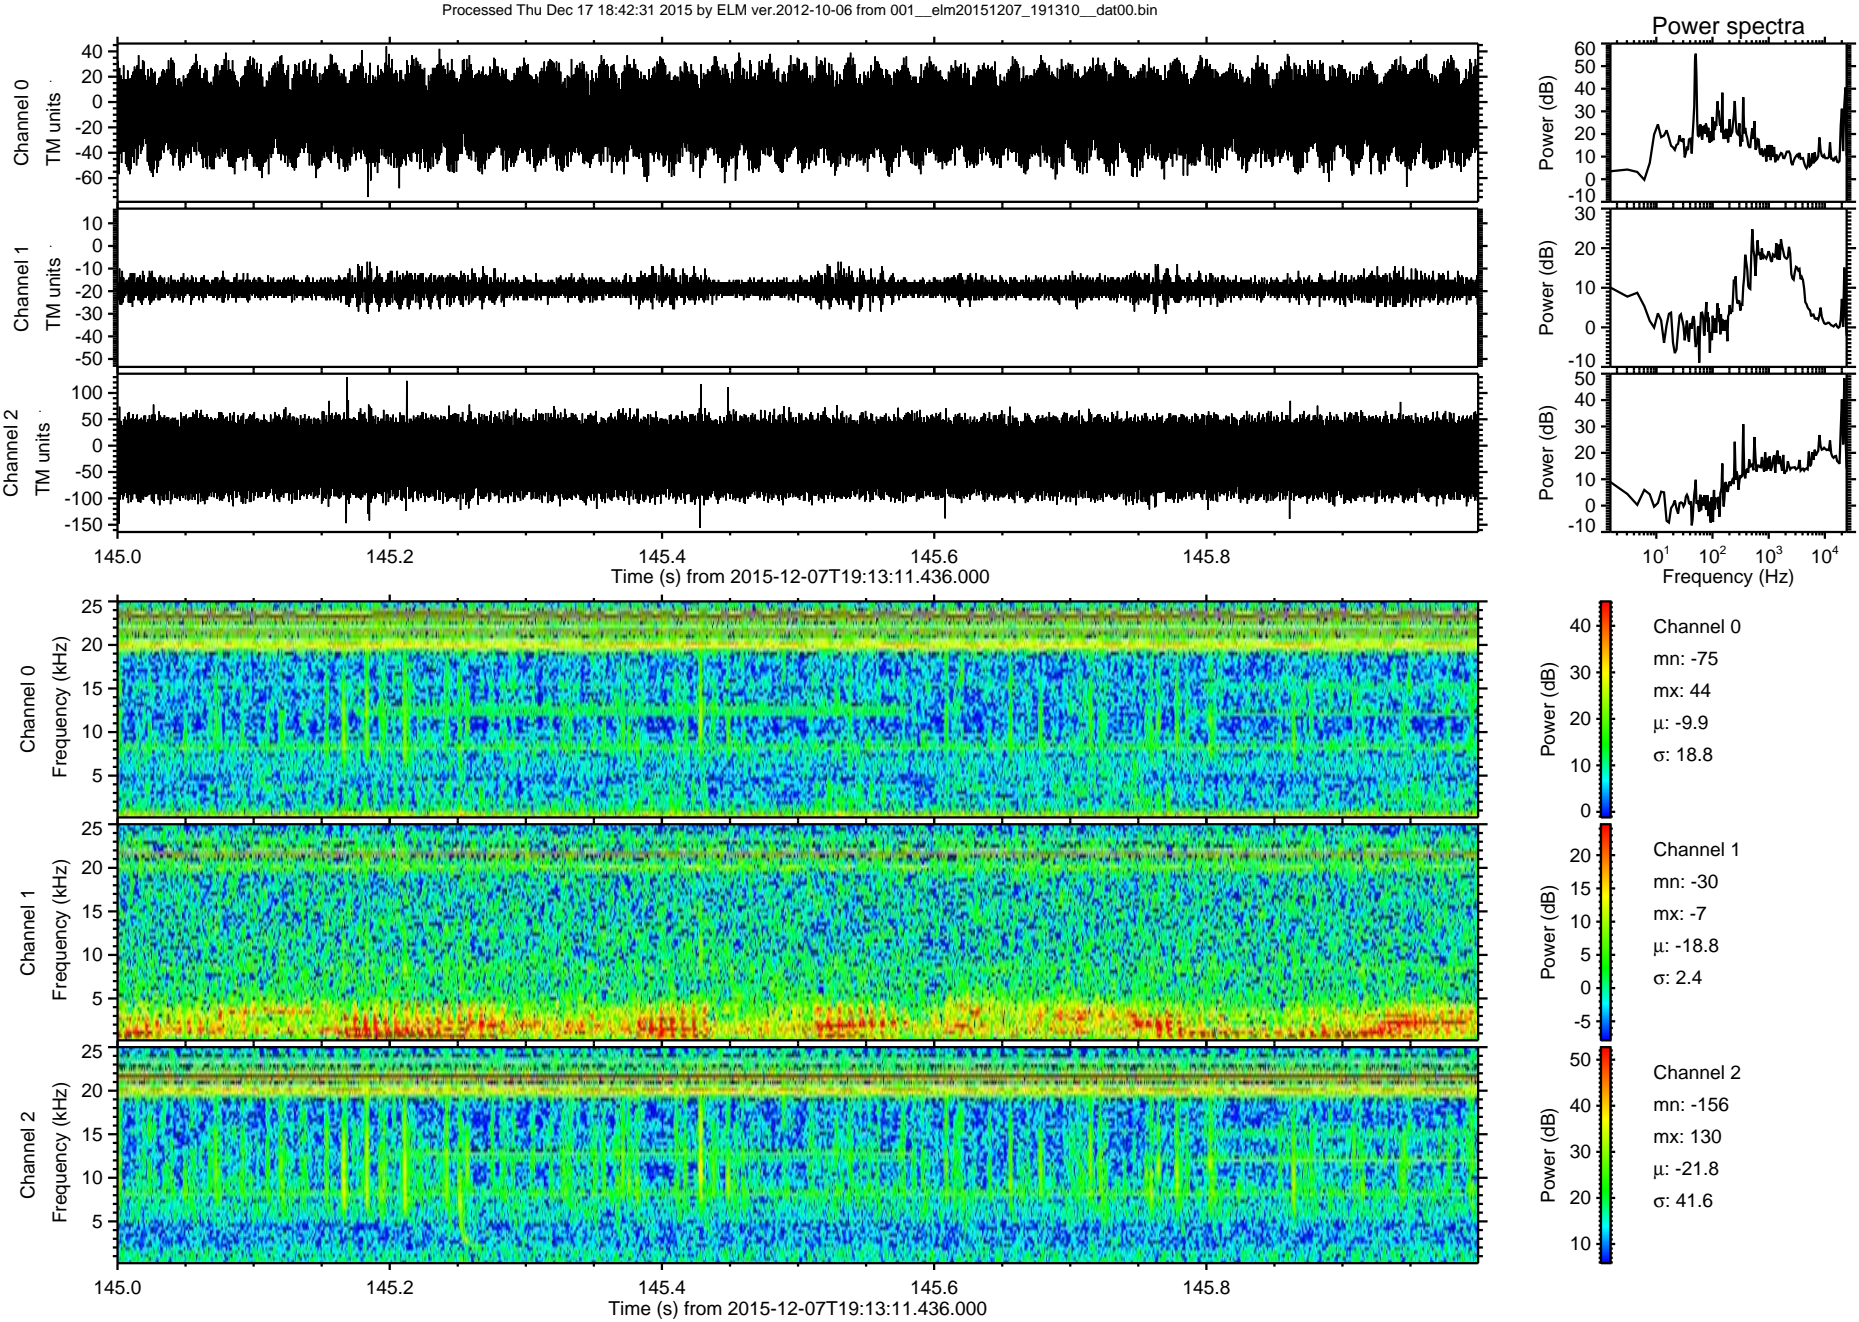 Processed Thu Dec 17 18:42:31 2015 by ELM ver.2012-10-06 from 001__elm20151207_191310__dat00.bin
Power spectra
Channel 0
TM units
40
20
0
-20
-40
-60
Power (dB)
60
50
40
30
20
10
0
-10
Channel 1
TM units
10
0
-10
-20
-30
-40
-50
Power (dB)
30
20
10
0
-10
Channel 2
TM units
100
50
0
-50
-100
-150
Power (dB)
50
40
30
20
10
0
-10
145.0 145.2 145.4 145.6 145.8
Time (s) from 2015-12-07T19:13:11.436.000
10^1 10^2 10^3 10^4
Frequency (Hz)
Channel 0
Frequency (kHz)
25
20
15
10
5
Power (dB)
40
30
20
10
0
Channel 0
mn: -75
mx: 44
µ: -9.9
σ: 18.8
Channel 1
Frequency (kHz)
25
20
15
10
5
Power (dB)
20
15
10
5
0
-5
Channel 1
mn: -30
mx: -7
µ: -18.8
σ: 2.4
Channel 2
Frequency (kHz)
25
20
15
10
5
Power (dB)
50
40
30
20
10
Channel 2
mn: -156
mx: 130
µ: -21.8
σ: 41.6
145.0 145.2 145.4 145.6 145.8
Time (s) from 2015-12-07T19:13:11.436.000